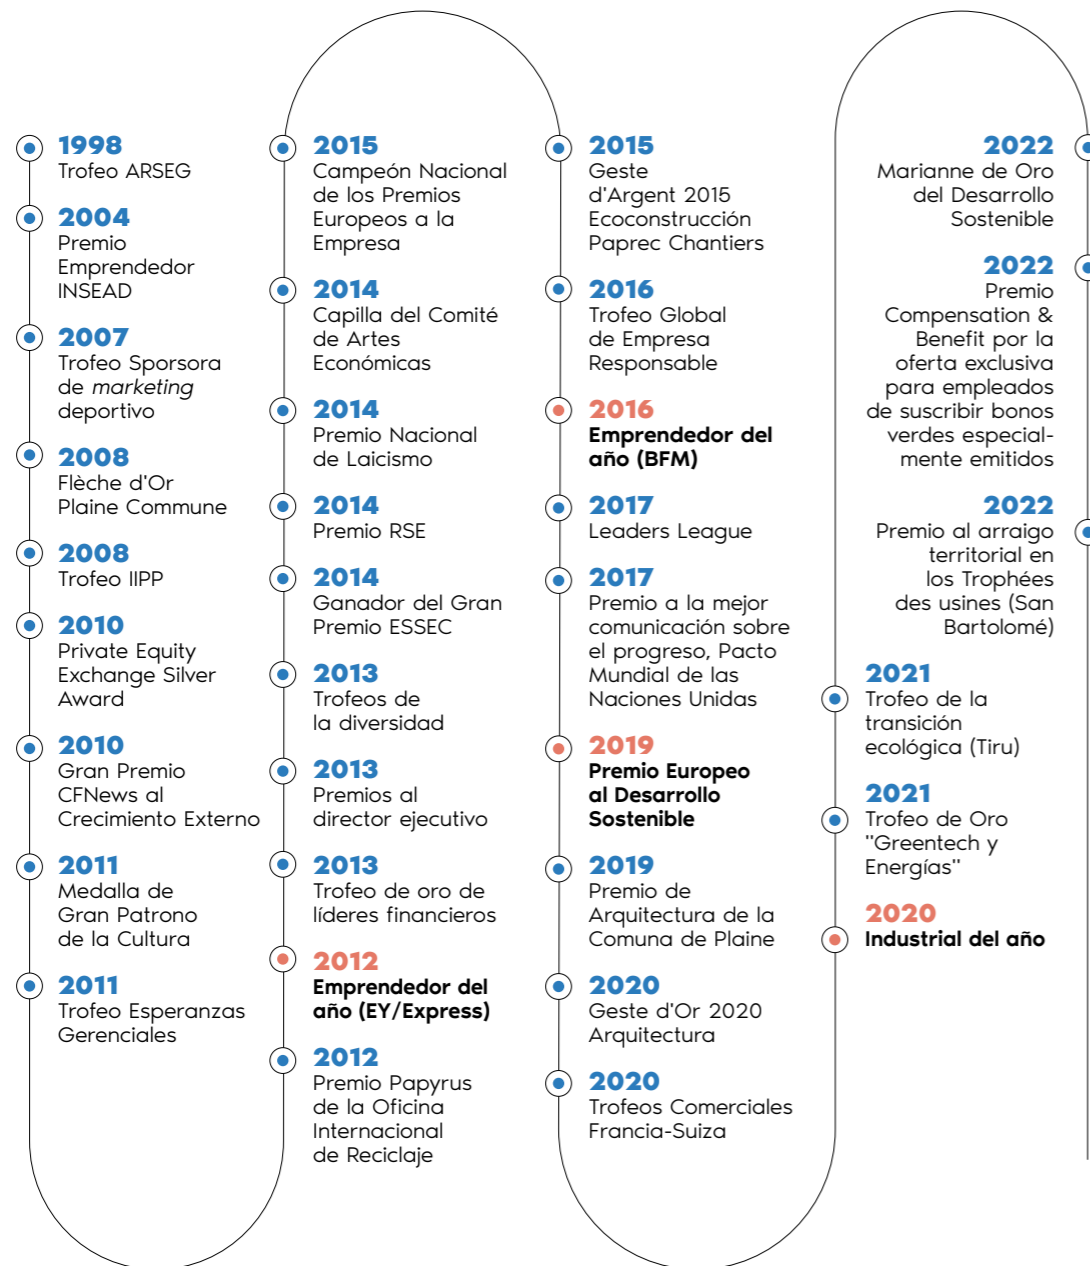 1998
Trofeo ARSEG
2004
Premio
Emprendedor
INSEAD
2007
Trofeo Sporsora
de marketing
deportivo
2008
Flèche d'Or
Plaine Commune
2008
Trofeo IIPP
2010
Private Equity
Exchange Silver
Award
2010
Gran Premio
CFNews al
Crecimiento Externo
2011
Medalla de
Gran Patrono
de la Cultura
2011
Trofeo Esperanzas
Gerenciales
2015
Campeón Nacional
de los Premios
Europeos a la
Empresa
2014
Capilla del Comité
de Artes
Económicas
2014
Premio Nacional
de Laicismo
2014
Premio RSE
2014
Ganador del Gran
Premio ESSEC
2013
Trofeos de
la diversidad
2013
Premios al
director ejecutivo
2013
Trofeo de oro de
líderes financieros
2012
Emprendedor del
año (EY/Express)
2012
Premio Papyrus
de la Oficina
Internacional
de Reciclaje
2015
Geste
d'Argent 2015
Ecoconstrucción
Paprec Chantiers
2016
Trofeo Global
de Empresa
Responsable
2016
Emprendedor del
año (BFM)
2017
Leaders League
2017
Premio a la mejor
comunicación sobre
el progreso, Pacto
Mundial de las
Naciones Unidas
2019
Premio Europeo
al Desarrollo
Sostenible
2019
Premio de
Arquitectura de la
Comuna de Plaine
2020
Geste d'Or 2020
Arquitectura
2020
Trofeos Comerciales
Francia-Suiza
2022
Marianne de Oro
del Desarrollo
Sostenible
2022
Premio
Compensation &
Benefit por la
oferta exclusiva
para empleados
de suscribir bonos
verdes especial-
mente emitidos
2022
Premio al arraigo
territorial en
los Trophées
des usines (San
Bartolomé)
2021
Trofeo de la
transición
ecológica (Tiru)
2021
Trofeo de Oro
"Greentech y
Energías"
2020
Industrial del año